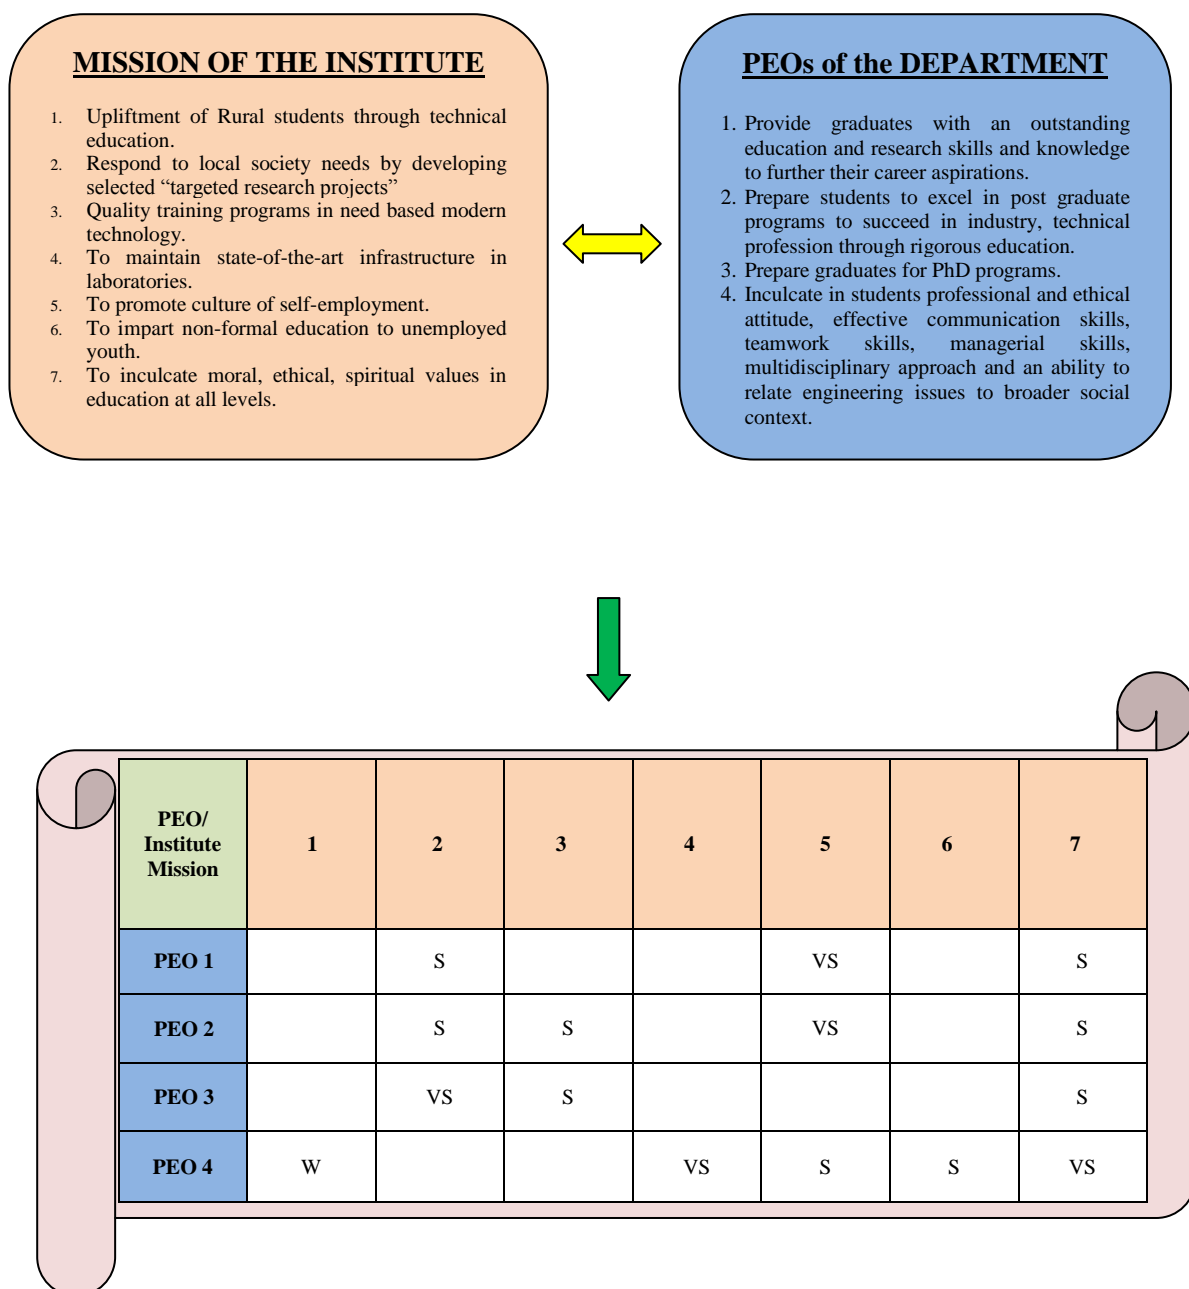 MISSION OF THE INSTITUTE
1. Upliftment of Rural students through technical
education.
2. Respond to local society needs by developing
selected “targeted research projects”
3. Quality training programs in need based modern
technology.
4. To maintain state-of-the-art infrastructure in
laboratories.
5. To promote culture of self-employment.
6. To impart non-formal education to unemployed
youth.
7. To inculcate moral, ethical, spiritual values in
education at all levels.
PEOs of the DEPARTMENT
1. Provide graduates with an outstanding
education and research skills and knowledge
to further their career aspirations.
2. Prepare students to excel in post graduate
programs to succeed in industry, technical
profession through rigorous education.
3. Prepare graduates for PhD programs.
4. Inculcate in students professional and ethical
attitude, effective communication skills,
teamwork skills, managerial skills,
multidisciplinary approach and an ability to
relate engineering issues to broader social
context.
PEO/
Institute
Mission
1 2 3 4 5 6 7
PEO 1 S VS S
PEO 2 S S VS S
PEO 3 VS S S
PEO 4 W VS S S VS